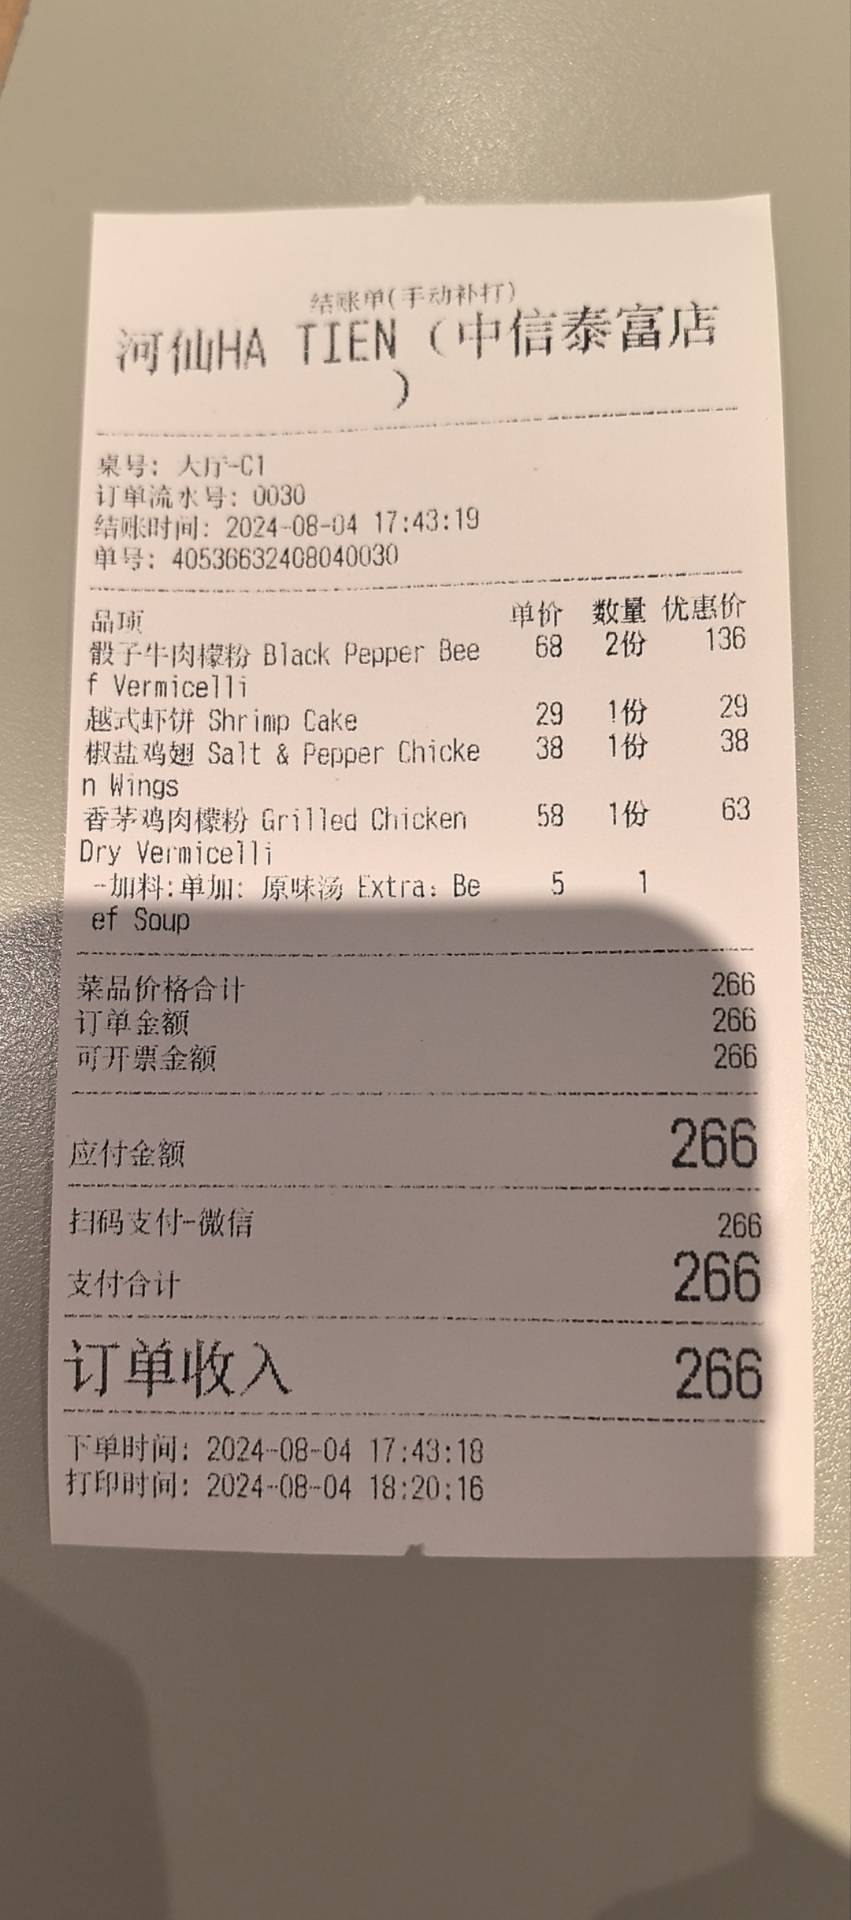 结账单(手动补打)
河仙HA TIEN（中信泰富店
）
桌号: 大厅-C1
订单流水号: 0030
结账时间: 2024-08-04 17:43:19
单号: 40536632408040030
品项 单价 数量 优惠价
骰子牛肉檬粉 Black Pepper Bee 68 2份 136
f Vermicelli
越式虾饼 Shrimp Cake 29 1份 29
椒盐鸡翅 Salt & Pepper Chicke 38 1份 38
n Wings
香茅鸡肉檬粉 Grilled Chicken 58 1份 63
Dry Vermicelli
-加料:单加: 原味汤 Extra: Be 5 1
ef Soup
菜品价格合计 266
订单金额 266
可开票金额 266
应付金额 266
扫码支付-微信 266
支付合计 266
订单收入 266
下单时间: 2024-08-04 17:43:18
打印时间: 2024-08-04 18:20:16